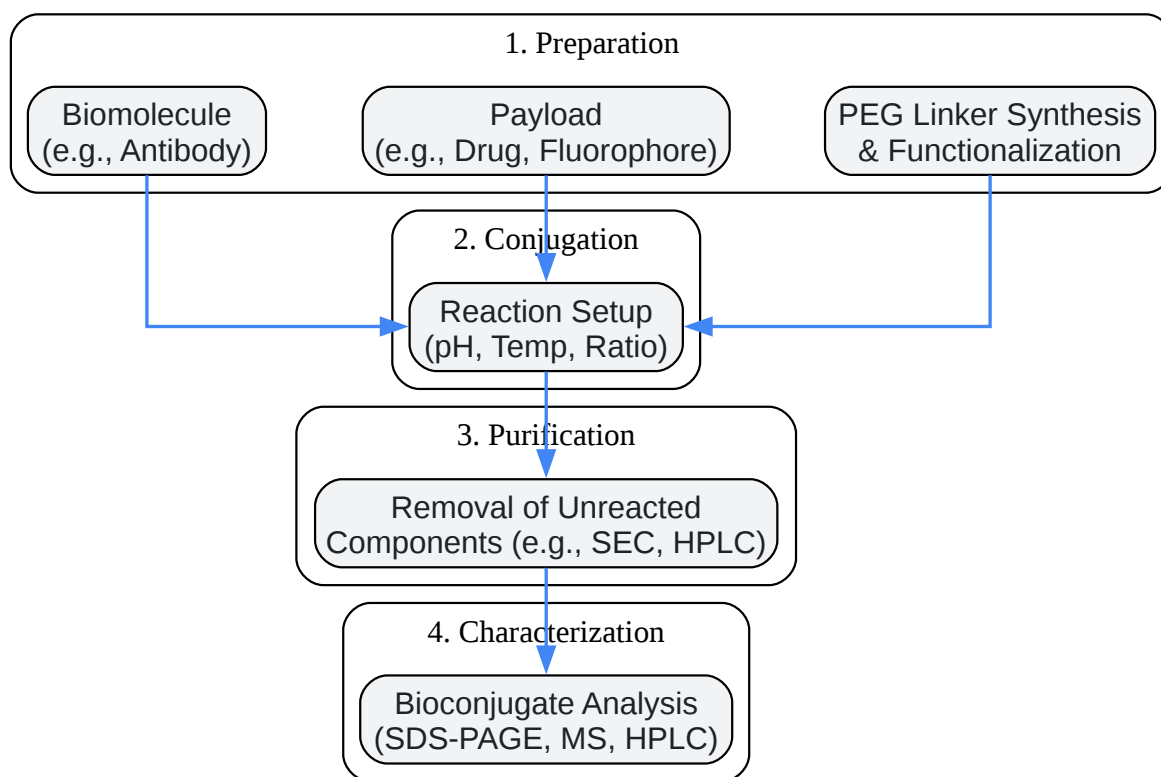 1. Preparation
Biomolecule
(e.g., Antibody)
Payload
(e.g., Drug, Fluorophore)
PEG Linker Synthesis
& Functionalization
2. Conjugation
Reaction Setup
(pH, Temp, Ratio)
3. Purification
Removal of Unreacted
Components (e.g., SEC, HPLC)
4. Characterization
Bioconjugate Analysis
(SDS-PAGE, MS, HPLC)